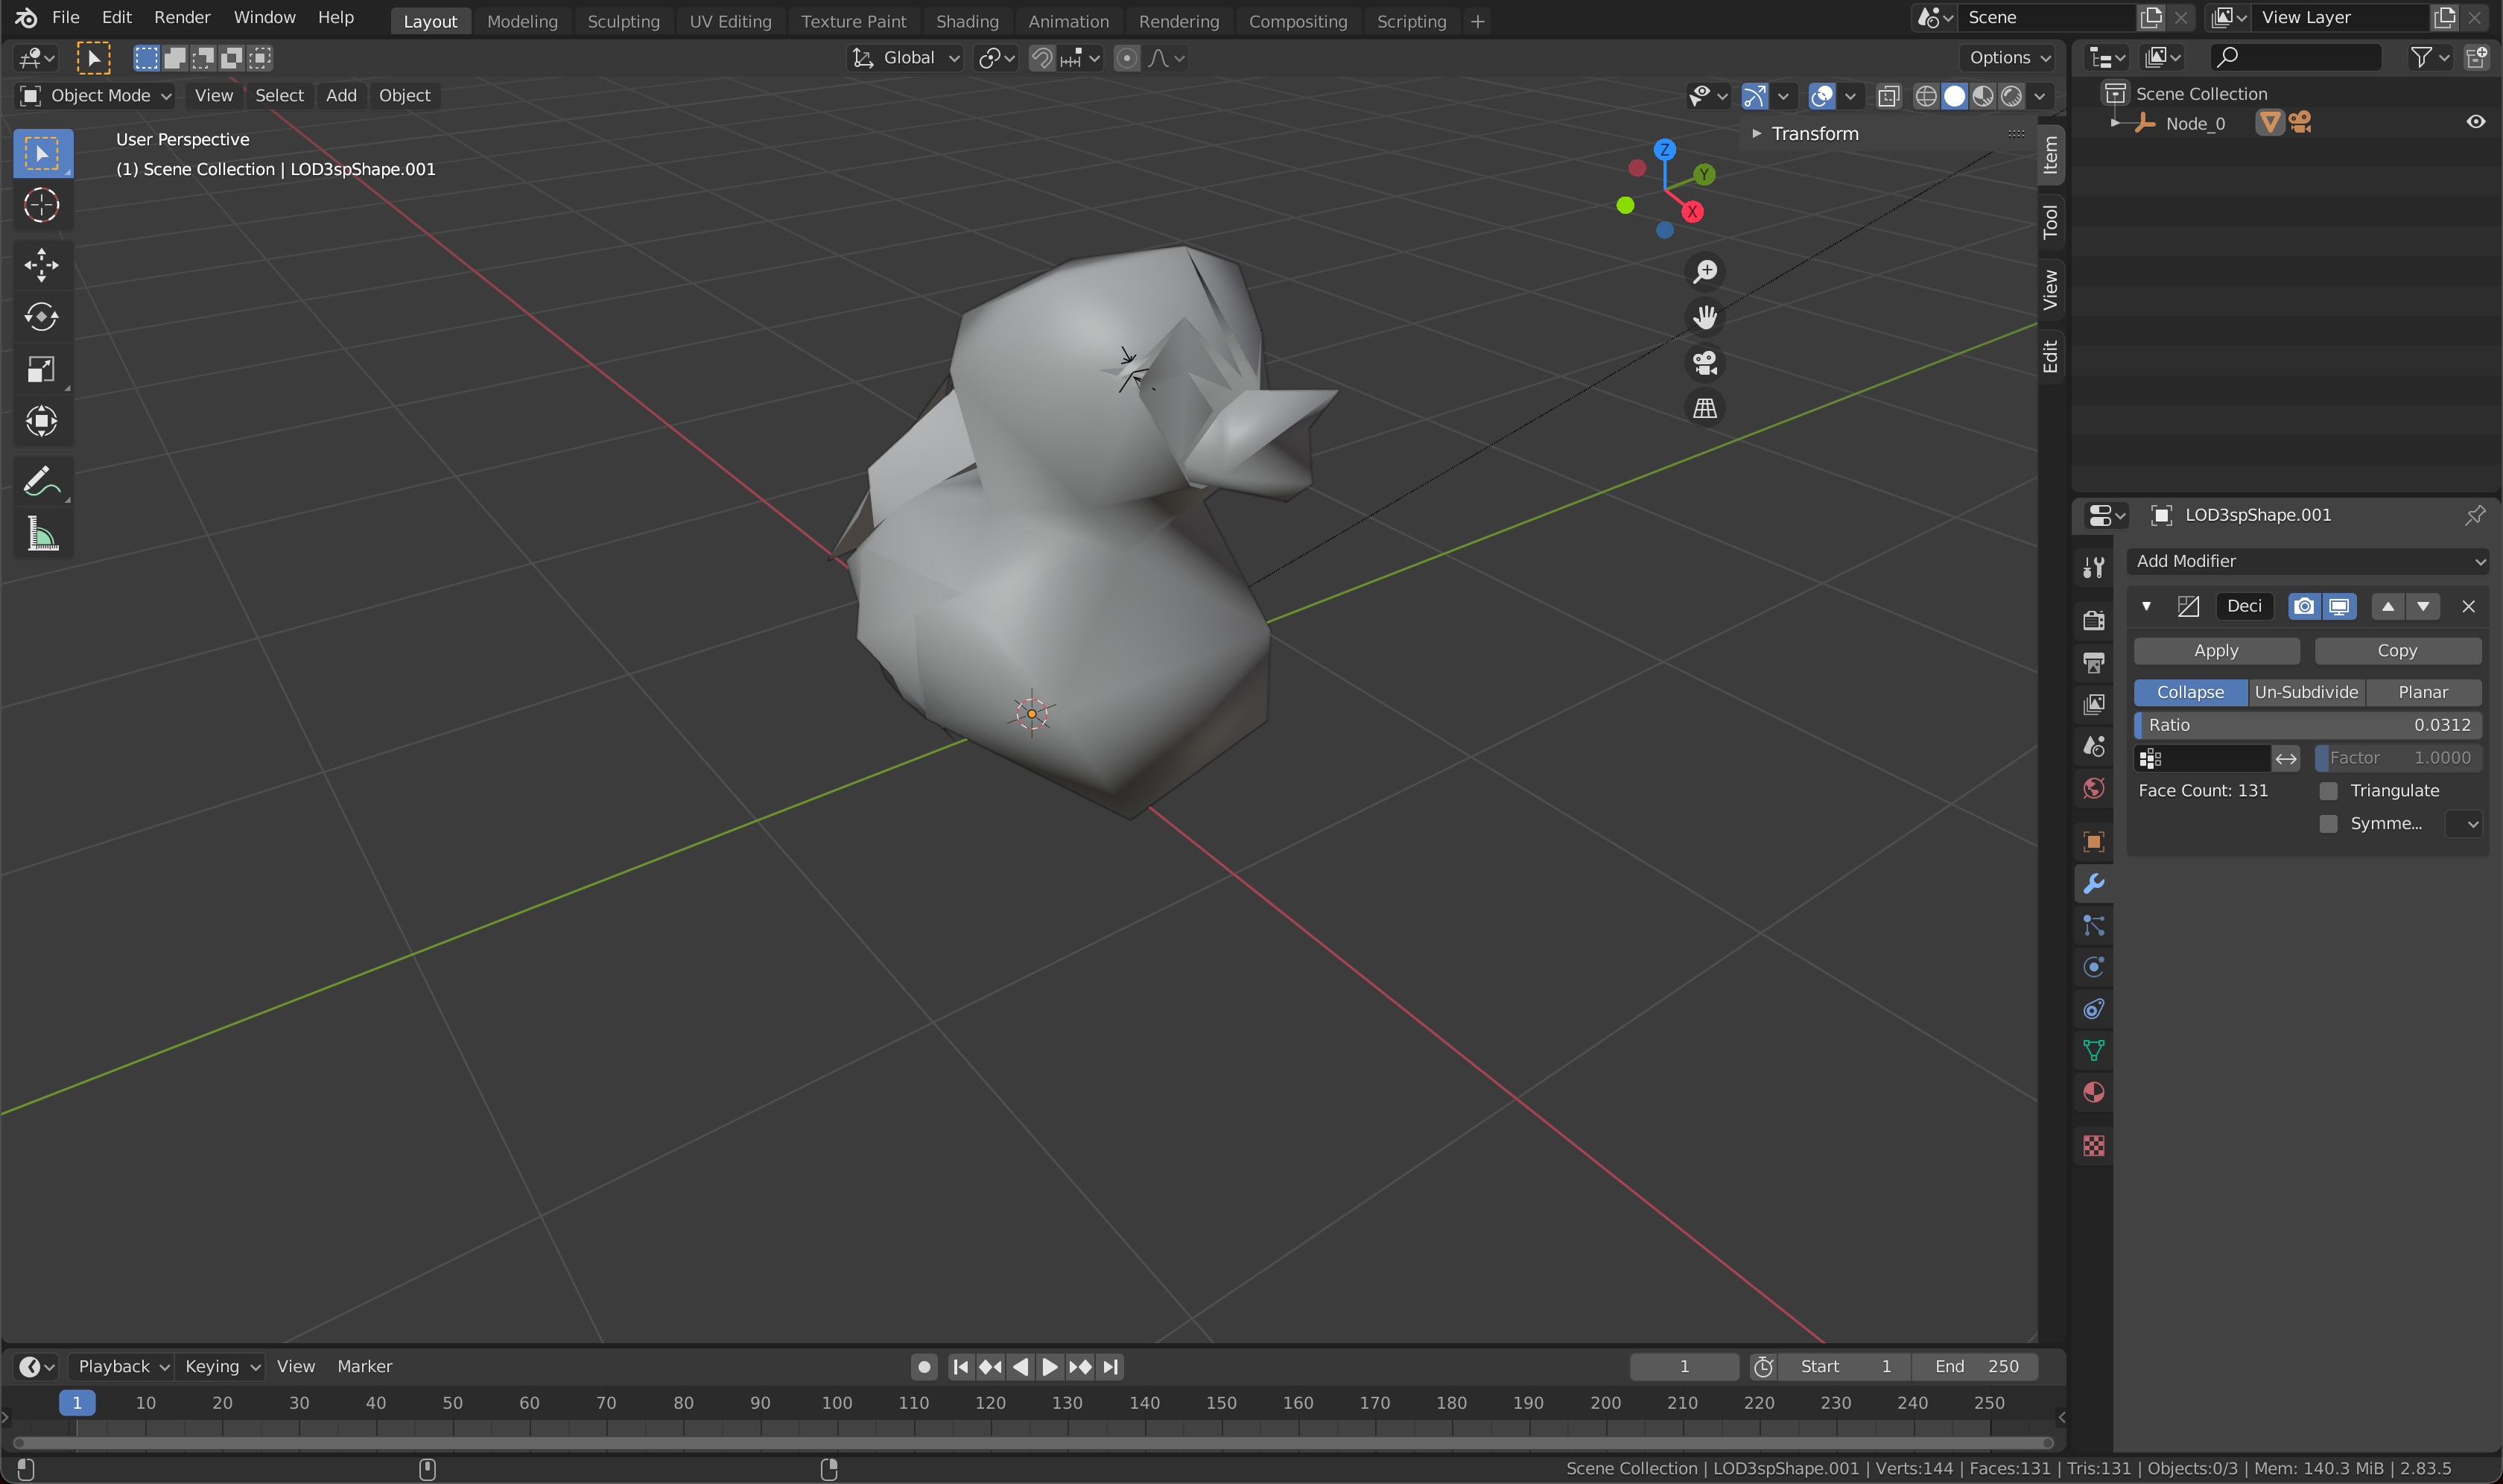 File Edit Render Window Help Layout Modeling Sculpting UV Editing Texture Paint Shading Animation Rendering Compositing Scripting + Scene View Layer
Global Options
Object Mode View Select Add Object
User Perspective
(1) Scene Collection | LOD3spShape.001
Z
Y
X
Transform
Item
Tool
View
Edit
Scene Collection
Node_0
LOD3spShape.001
Add Modifier
Deci
Apply Copy
Collapse Un-Subdivide Planar
Ratio 0.0312
Factor 1.0000
Face Count: 131 Triangulate
Symme...
Playback Keying View Marker 1 Start 1 End 250
1 10 20 30 40 50 60 70 80 90 100 110 120 130 140 150 160 170 180 190 200 210 220 230 240 250
Scene Collection | LOD3spShape.001 | Verts:144 | Faces:131 | Tris:131 | Objects:0/3 | Mem: 140.3 MiB | 2.83.5